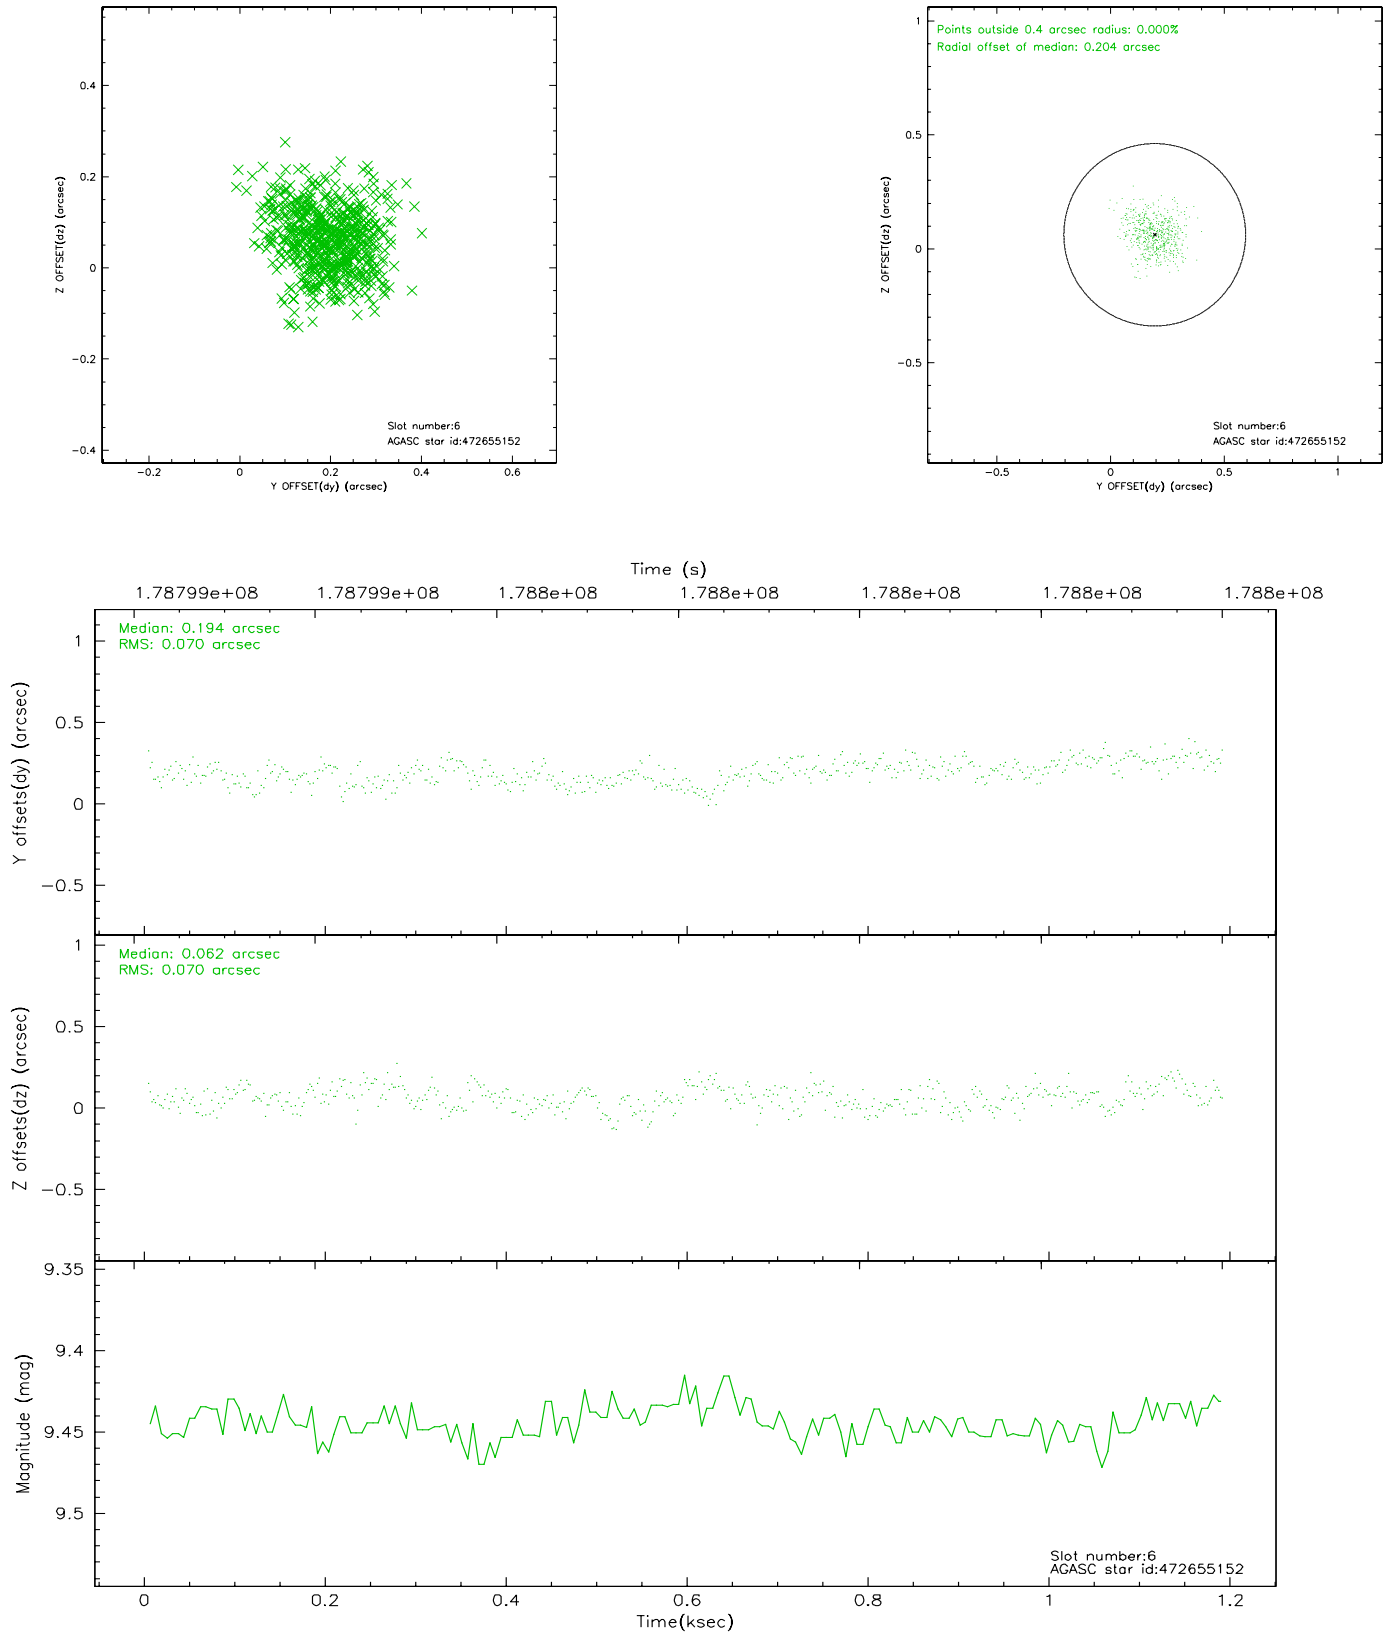 0.4
0.2
0
−0.2
−0.4
Z OFFSET(dz) (arcsec)
Slot number:6
AGASC star id:472655152
−0.2 0 0.2 0.4 0.6
Y OFFSET(dy) (arcsec)
Points outside 0.4 arcsec radius: 0.000%
Radial offset of median: 0.204 arcsec
1
0.5
0
−0.5
Z OFFSET(dz) (arcsec)
Slot number:6
AGASC star id:472655152
−0.5 0 0.5 1
Y OFFSET(dy) (arcsec)
Time (s)
1.78799e+08 1.78799e+08 1.788e+08 1.788e+08 1.788e+08 1.788e+08 1.788e+08
Median: 0.194 arcsec
RMS: 0.070 arcsec
1
0.5
0
−0.5
Y offsets(dy) (arcsec)
Median: 0.062 arcsec
RMS: 0.070 arcsec
1
0.5
0
−0.5
Z offsets(dz) (arcsec)
9.35
9.4
9.45
9.5
Magnitude (mag)
Slot number:6
AGASC star id:472655152
0 0.2 0.4 0.6 0.8 1 1.2
Time(ksec)